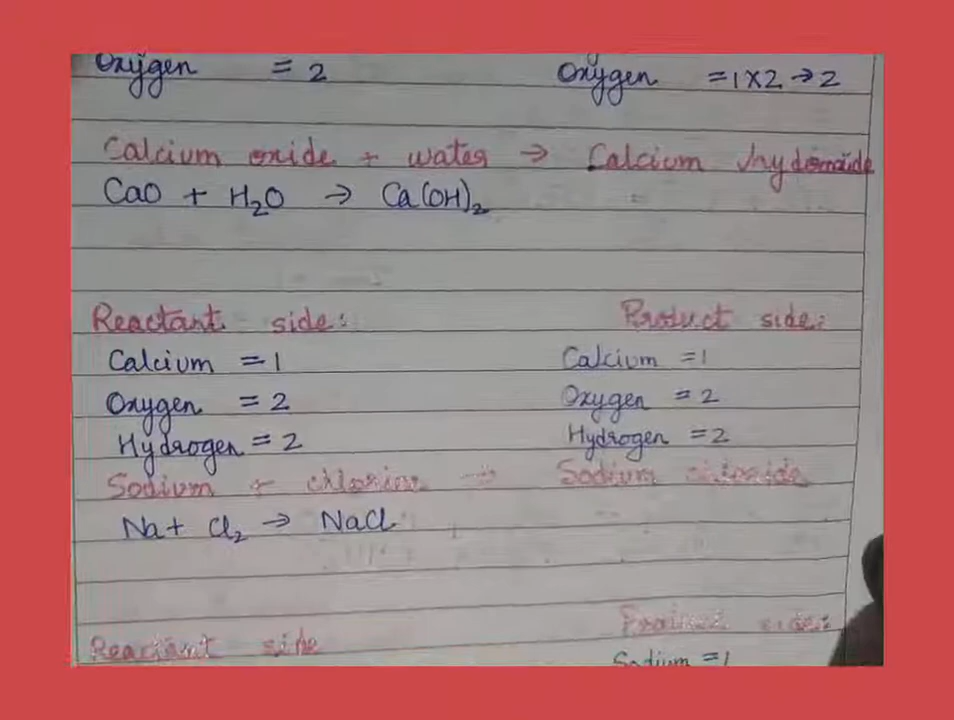 Oxygen = 2 Oxygen = 1 X 2 → 2
Calcium oxide + water → Calcium hydroxide
CaO + H₂O → Ca(OH)₂
Reactant side: Product side:
Calcium = 1 Calcium = 1
Oxygen = 2 Oxygen = 2
Hydrogen = 2 Hydrogen = 2
Sodium + chlorine → Sodium chloride
Na + Cl₂ → NaCl
Reactant side Product side:
Sodium = 1